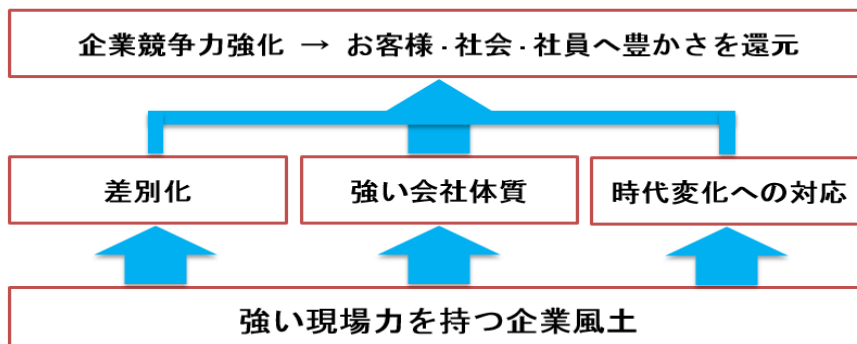 企業競争力強化 → お客様・社会・社員へ豊かさを還元
差別化
強い会社体質
時代変化への対応
強い現場力を持つ企業風土